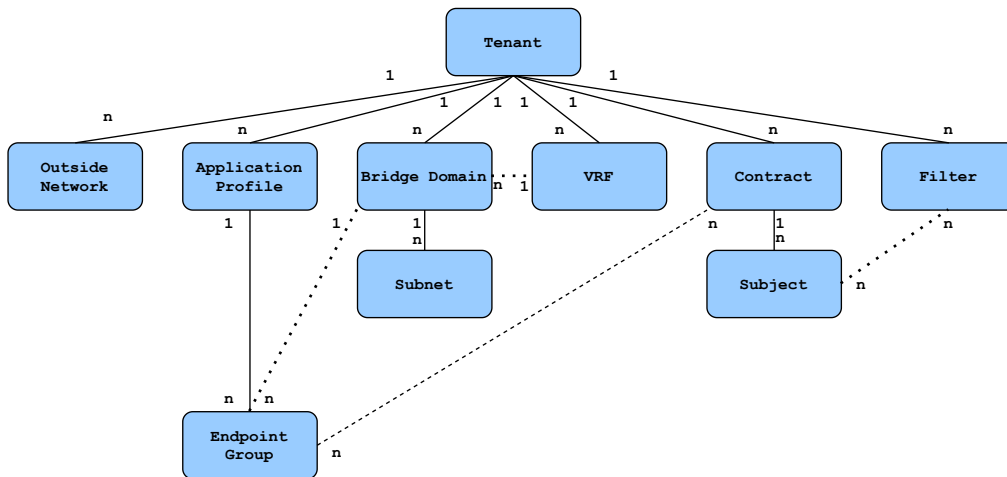 Tenant
1
1
1
1
1
1
n
n
n
n
n
n
Outside
Network
Application
Profile
Bridge Domain
n
1
VRF
Contract
Filter
1
1
1
n
n
1
n
n
Subnet
Subject
n
n
n
Endpoint
Group
n